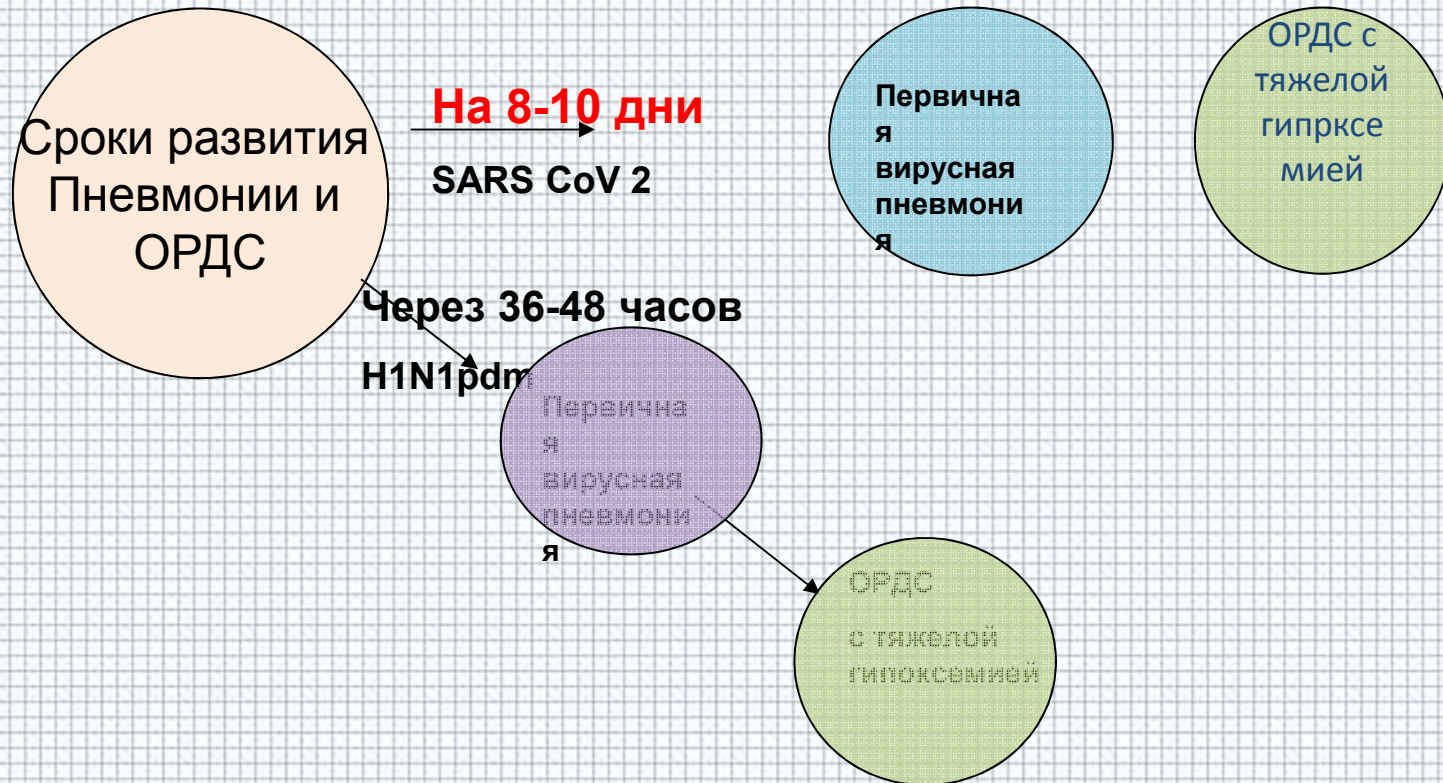 Сроки развития
Пневмонии и
ОРДС
На 8-10 дни
SARS CoV 2
Первична
я
вирусная
пневмони
я
ОРДС с
тяжелой
гипрксе
мией
Через 36-48 часов
H1N1pdm
Первична
я
вирусная
пневмони
я
ОРДС
с тяжелой
гипоксемией